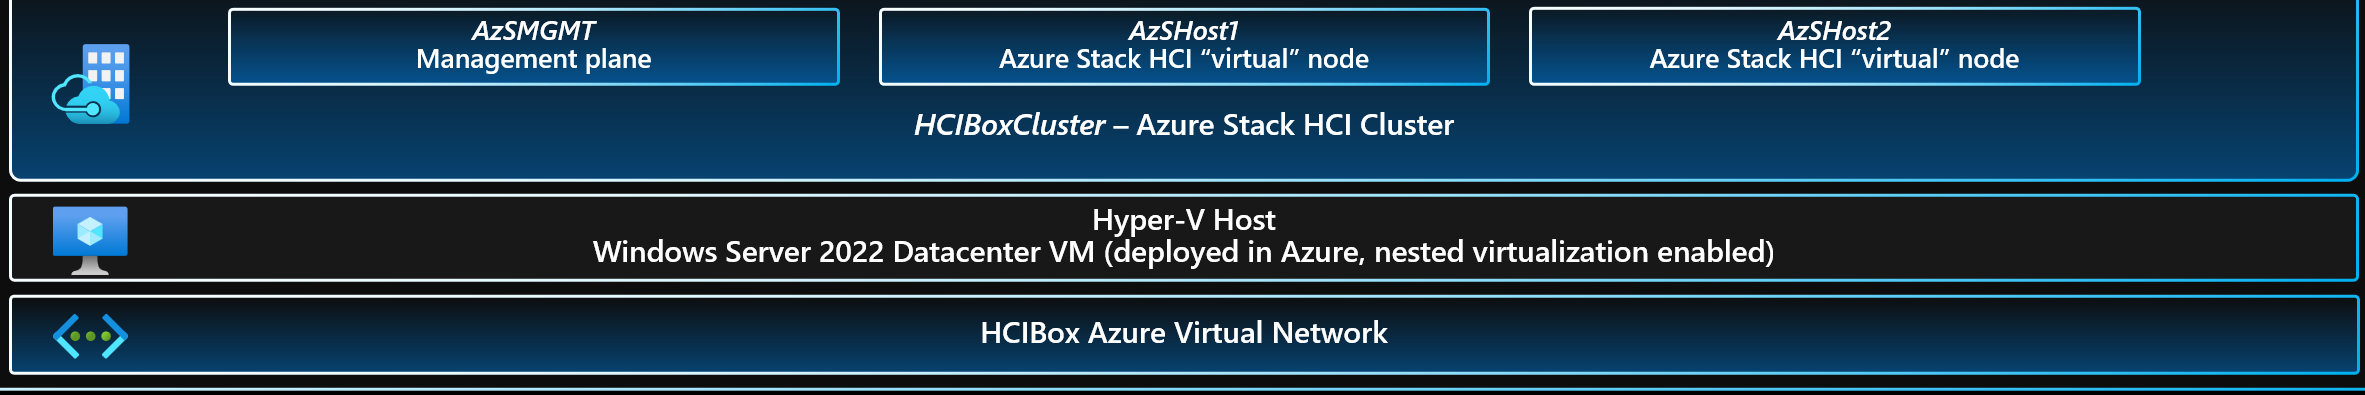 AzSMGMT
Management plane
AzSHost1
Azure Stack HCI “virtual” node
AzSHost2
Azure Stack HCI “virtual” node
HCIBoxCluster – Azure Stack HCI Cluster
Hyper-V Host
Windows Server 2022 Datacenter VM (deployed in Azure, nested virtualization enabled)
HCIBox Azure Virtual Network